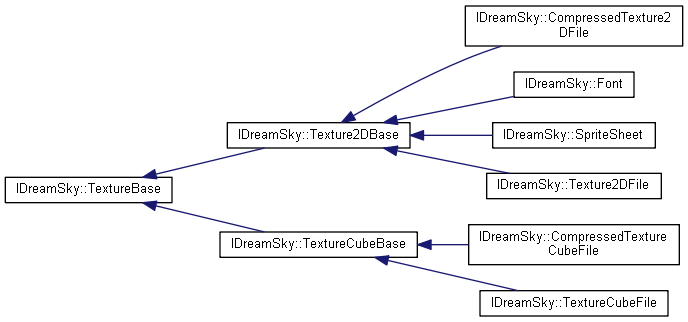 IDreamSky::CompressedTexture2
DFile
IDreamSky::Font
IDreamSky::Texture2DBase
IDreamSky::SpriteSheet
IDreamSky::TextureBase
IDreamSky::Texture2DFile
IDreamSky::TextureCubeBase
IDreamSky::CompressedTexture
CubeFile
IDreamSky::TextureCubeFile